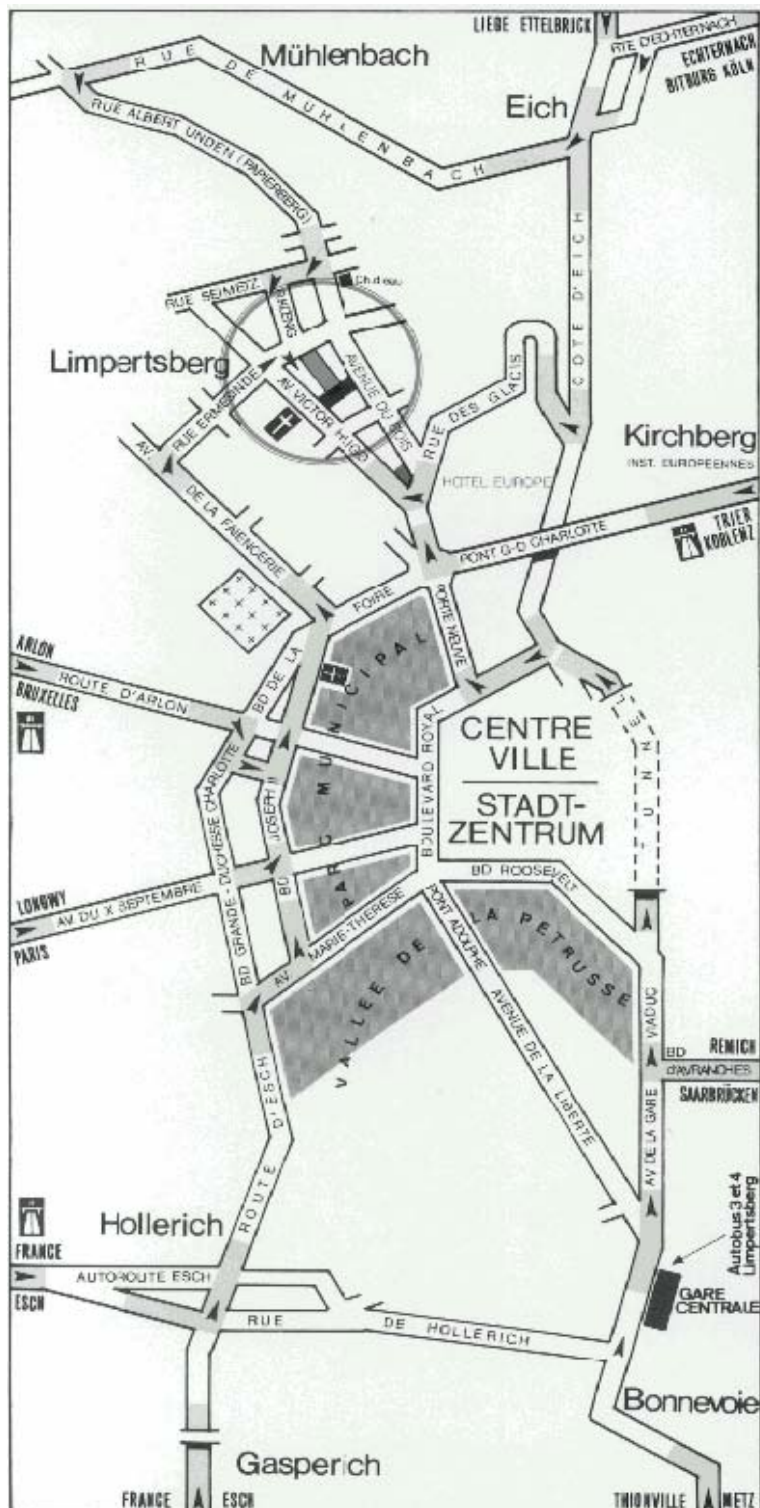 LIEGE ETTELBRÜCK
RTE D'ECHTERNACH
ECHTERNACH
BITBURG KÖLN
Mühlenbach
Eich
RUE DE MUHLENBACH
RUE ALBERT UNDEN (PAPIERBERG)
COTE D'EICH
RUE SEIMETZ
Limpertsberg
AVENUE DU BOIS
AV VICTOR HUGO
RUE ERMESINDE
RUE DES GLACIS
HOTEL EUROPE
Kirchberg
INST. EUROPEENNES
TRIER
KOBLENZ
PONT G-D CHARLOTTE
AV. DE LA FAIENCERIE
PORTE NEUVE
BD DE LA FOIRE
ARLON
ROUTE D'ARLON
BRUXELLES
PARC MUNICIPAL
BOULEVARD ROYAL
CENTRE
VILLE
STADT-
ZENTRUM
TUNNEL
BD GRANDE-DUCHESSE CHARLOTTE
BD JOSEPH II
LONGWY
AV DU X SEPTEMBRE
PARIS
BD ROOSEVELT
AV MARIE-THERESE
PONT ADOLPHE
VALLEE DE LA PETRUSSE
AVENUE DE LA LIBERTE
VIADUC
REMICH
BD
d'AVRANCHES
SAARBRÜCKEN
AV DE LA GARE
ROUTE D'ESCH
Hollerich
FRANCE
AUTOROUTE ESCH
ESCH
Autobus 3 et 4
Limpertsberg
GARE
CENTRALE
RUE DE HOLLERICH
Bonnevoie
Gasperich
FRANCE ESCH
THIONVILLE METZ